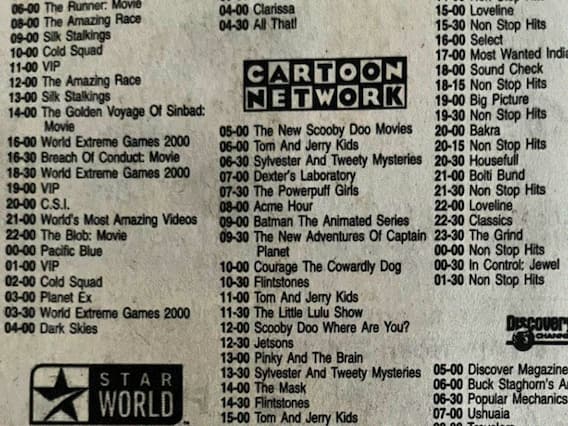 06-00 The Runner: Movie
08-00 The Amazing Race
09-00 Silk Stalkings
10-00 Cold Squad
11-00 VIP
12-00 The Amazing Race
13-00 Silk Stalkings
14-00 The Golden Voyage Of Sinbad:
Movie
16-00 World Extreme Games 2000
16-30 Breach Of Conduct: Movie
18-30 World Extreme Games 2000
19-00 VIP
20-00 C.S.I.
21-00 World's Most Amazing Videos
22-00 The Blob: Movie
00-00 Pacific Blue
01-00 VIP
02-00 Cold Squad
03-00 Planet Ex
03-30 World Extreme Games 2000
04-00 Dark Skies
STAR
WORLD
04-00 Clarissa
04-30 All That!
CARTOON
NETWORK
05-00 The New Scooby Doo Movies
06-00 Tom And Jerry Kids
06-30 Sylvester And Tweety Mysteries
07-00 Dexter's Laboratory
07-30 The Powerpuff Girls
08-00 Acme Hour
09-00 Batman The Animated Series
09-30 The New Adventures Of Captain
Planet
10-00 Courage The Cowardly Dog
10-30 Flintstones
11-00 Tom And Jerry Kids
11-30 The Little Lulu Show
12-00 Scooby Doo Where Are You?
12-30 Jetsons
13-00 Pinky And The Brain
13-30 Sylvester And Tweety Mysteries
14-00 The Mask
14-30 Flintstones
15-00 Tom And Jerry Kids
Non Stop Hits
15-00 Loveline
15-30 Non Stop Hits
16-00 Select
17-00 Most Wanted India
18-00 Sound Check
18-15 Non Stop Hits
19-00 Big Picture
19-30 Non Stop Hits
20-00 Bakra
20-15 Non Stop Hits
20-30 Housefull
21-00 Boiti Bund
21-30 Non Stop Hits
22-00 Loveline
22-30 Classics
23-30 The Grind
00-00 Non Stop Hits
00-30 In Control: Jewel
01-30 Non Stop Hits
Discovery
CHANNEL
05-00 Discover Magazine
06-00 Buck Staghorn's
06-30 Popular Mechanics
07-00 Ushuaia